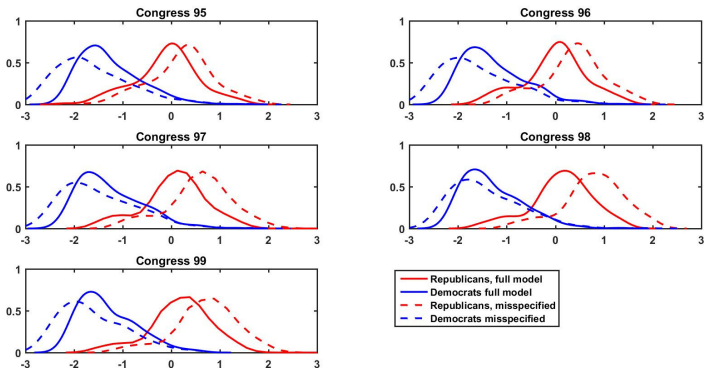 Congress 95
1
0.5
0
-3 -2 -1 0 1 2 3
Congress 96
1
0.5
0
-3 -2 -1 0 1 2 3
Congress 97
1
0.5
0
-3 -2 -1 0 1 2 3
Congress 98
1
0.5
0
-3 -2 -1 0 1 2 3
Congress 99
1
0.5
0
-3 -2 -1 0 1 2 3
Republicans, full model
Democrats full model
Republicans, misspecified
Democrats misspecified